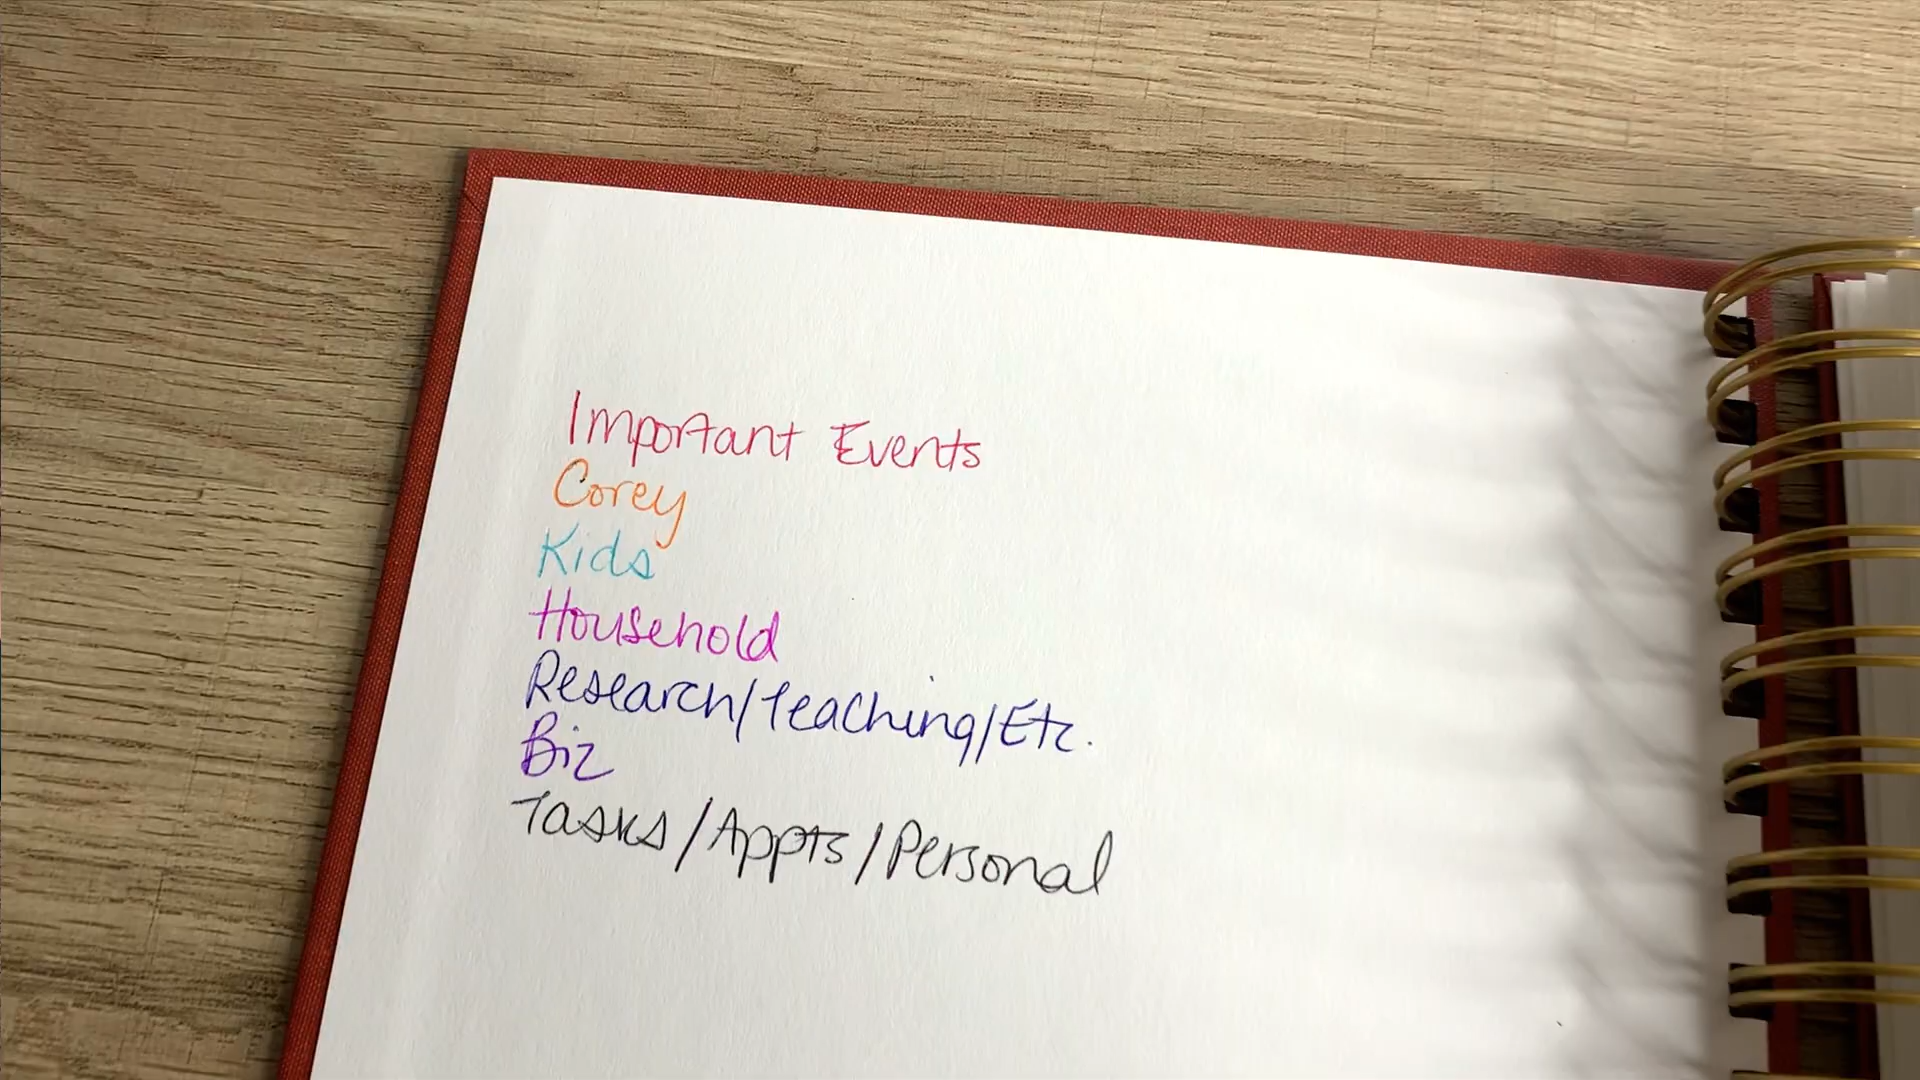 Important Events
Corey
Kids
Household
Research/Teaching/Etc.
Biz
Tasks/Appts/Personal